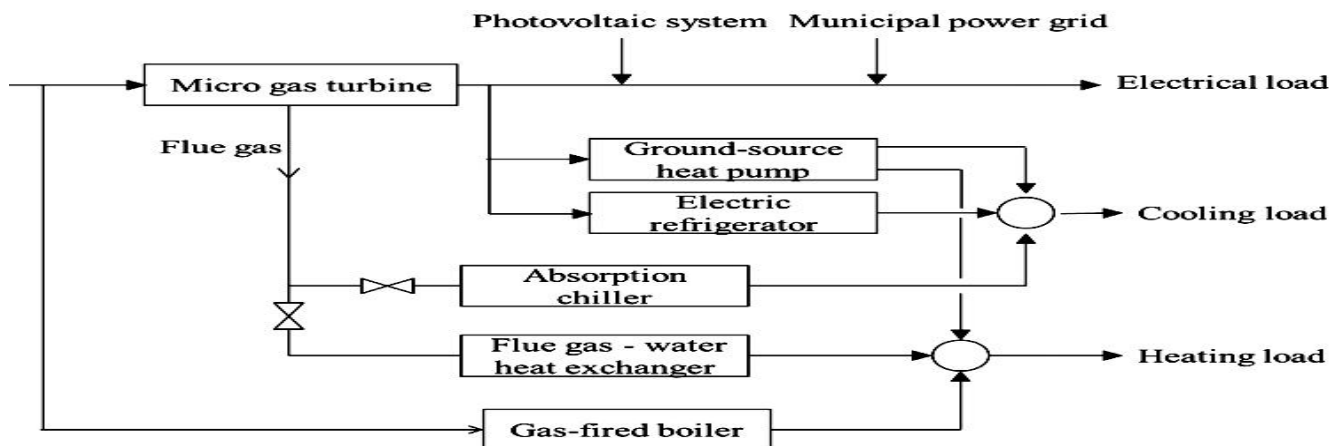 Photovoltaic system
Municipal power grid
Micro gas turbine
Electrical load
Flue gas
Ground-source
heat pump
Electric
refrigerator
Cooling load
Absorption
chiller
Flue gas - water
heat exchanger
Heating load
Gas-fired boiler